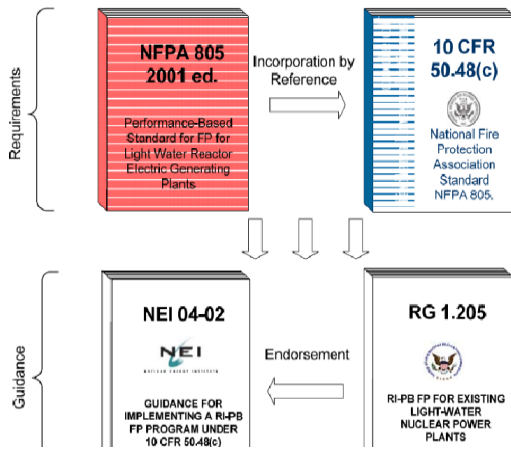 Requirements
NFPA 805
2001 ed.
Performance-Based
Standard for FP for
Light Water Reactor
Electric Generating
Plants
Incorporation by
Reference
10 CFR
50.48(c)
National Fire
Protection
Association
Standard
NFPA 805.
Guidance
NEI 04-02
NEI
NUCLEAR ENERGY INSTITUTE
GUIDANCE FOR
IMPLEMENTING A RI-PB
FP PROGRAM UNDER
10 CFR 50.48(c)
Endorsement
RG 1.205
RI-PB FP FOR EXISTING
LIGHT-WATER
NUCLEAR POWER
PLANTS